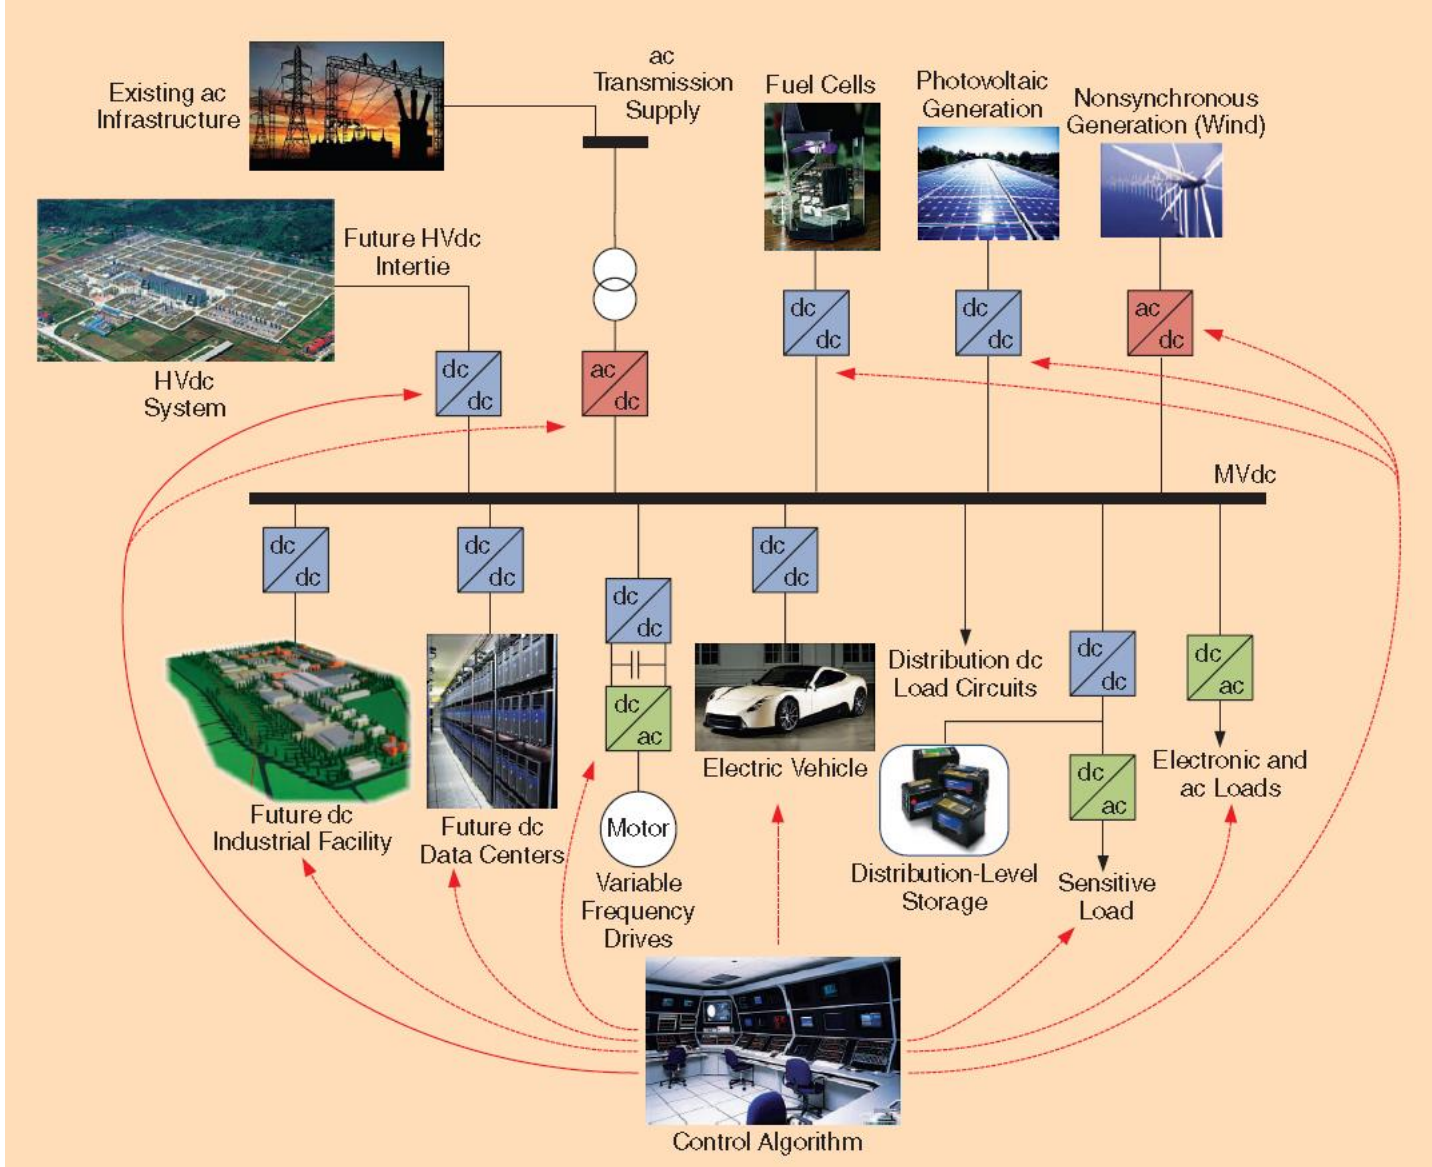 Existing ac
Infrastructure
ac
Transmission
Supply
Fuel Cells
Photovoltaic
Generation
Nonsynchronous
Generation (Wind)
Future HVdc
Intertie
HVdc
System
dc
dc
ac
dc
dc
dc
dc
dc
ac
dc
MVdc
dc
dc
dc
dc
dc
dc
dc
ac
dc
dc
dc
dc
dc
ac
dc
ac
Future dc
Industrial Facility
Future dc
Data Centers
Motor
Variable
Frequency
Drives
Electric Vehicle
Distribution dc
Load Circuits
Distribution-Level
Storage
Sensitive
Load
Electronic and
ac Loads
Control Algorithm